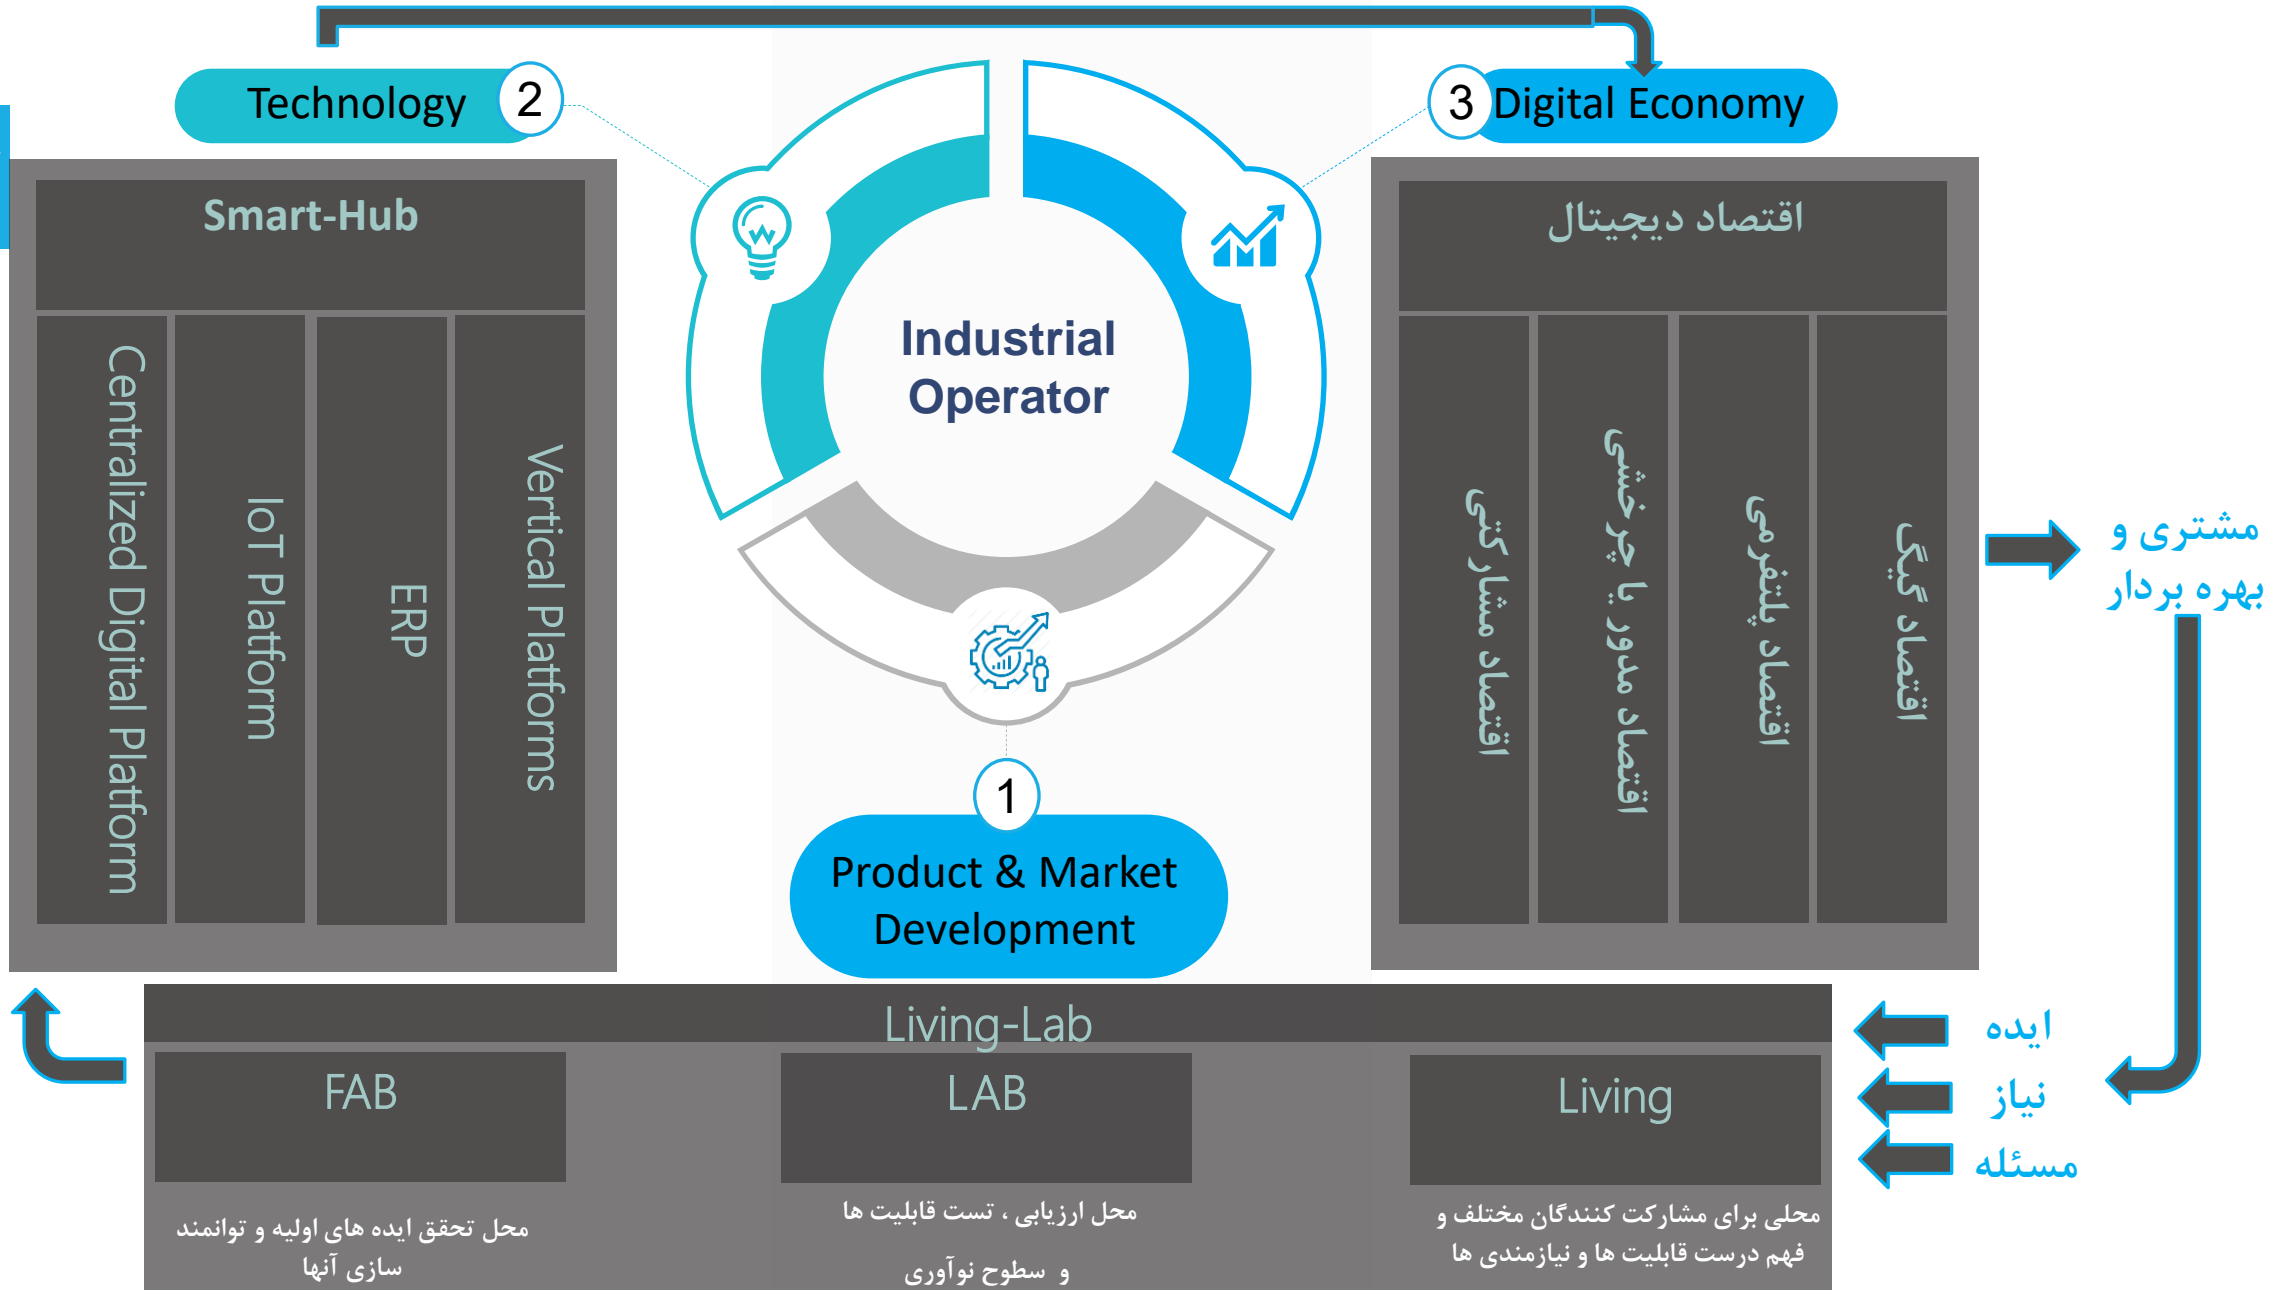 Technology
2
3
Digital Economy
Smart-Hub
Centralized Digital Platform
IoT Platform
ERP
Vertical Platforms
Industrial
Operator
اقتصاد دیجیتال
اقتصاد مشارکتی
اقتصاد مدور یا چرخشی
اقتصاد پلتفرمی
اقتصاد گیگ
مشتری و
بهره بردار
1
Product & Market
Development
Living-Lab
FAB
LAB
Living
ایده
نیاز
مسئله
محل تحقق ایده های اولیه و توانمند
سازی آنها
محل ارزیابی ، تست قابلیت ها
و سطوح نوآوری
محلی برای مشارکت کنندگان مختلف و
فهم درست قابلیت ها و نیازمندی ها